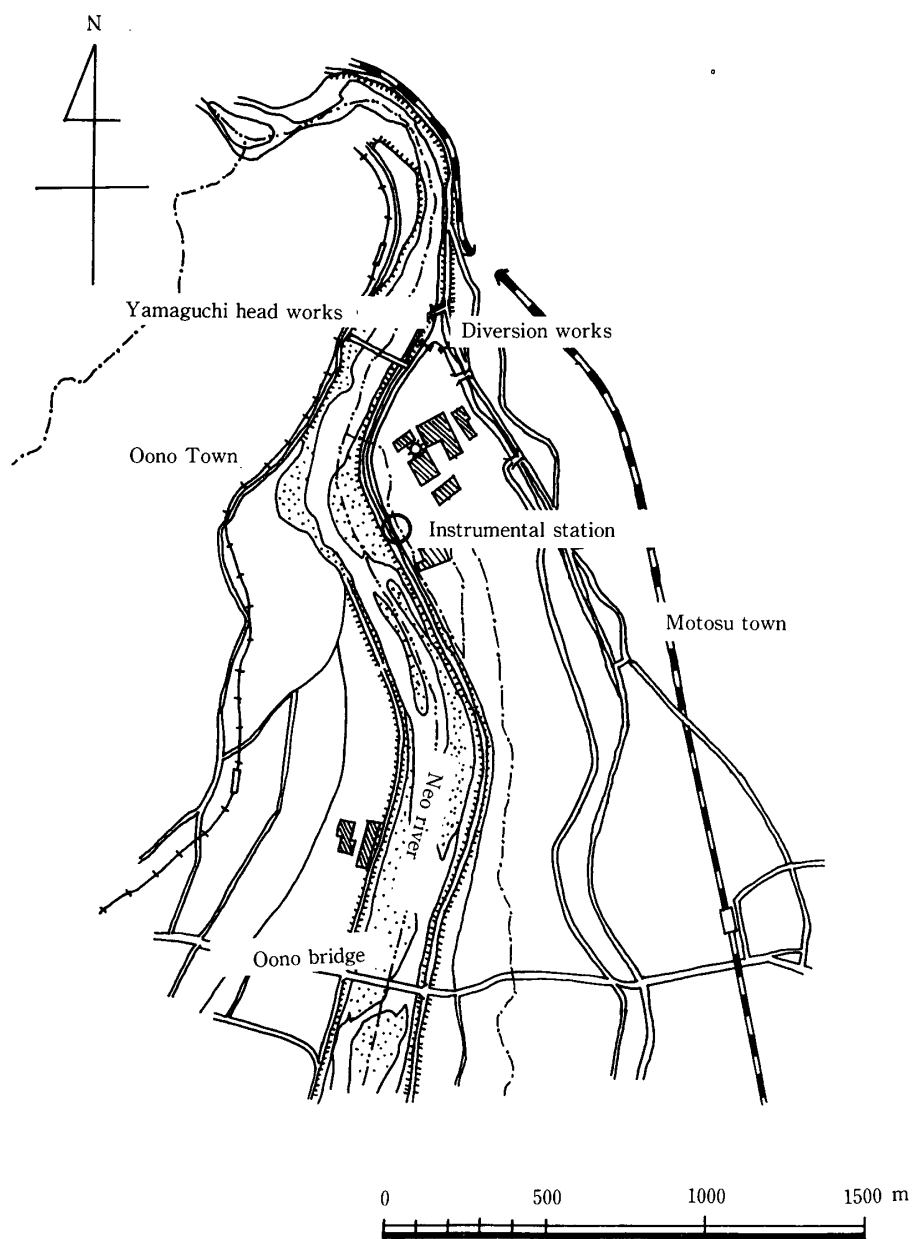 N
Yamaguchi head works
Diversion works
Oono Town
Instrumental station
Motosu town
Neo river
Oono bridge
0 500 1000 1500 m